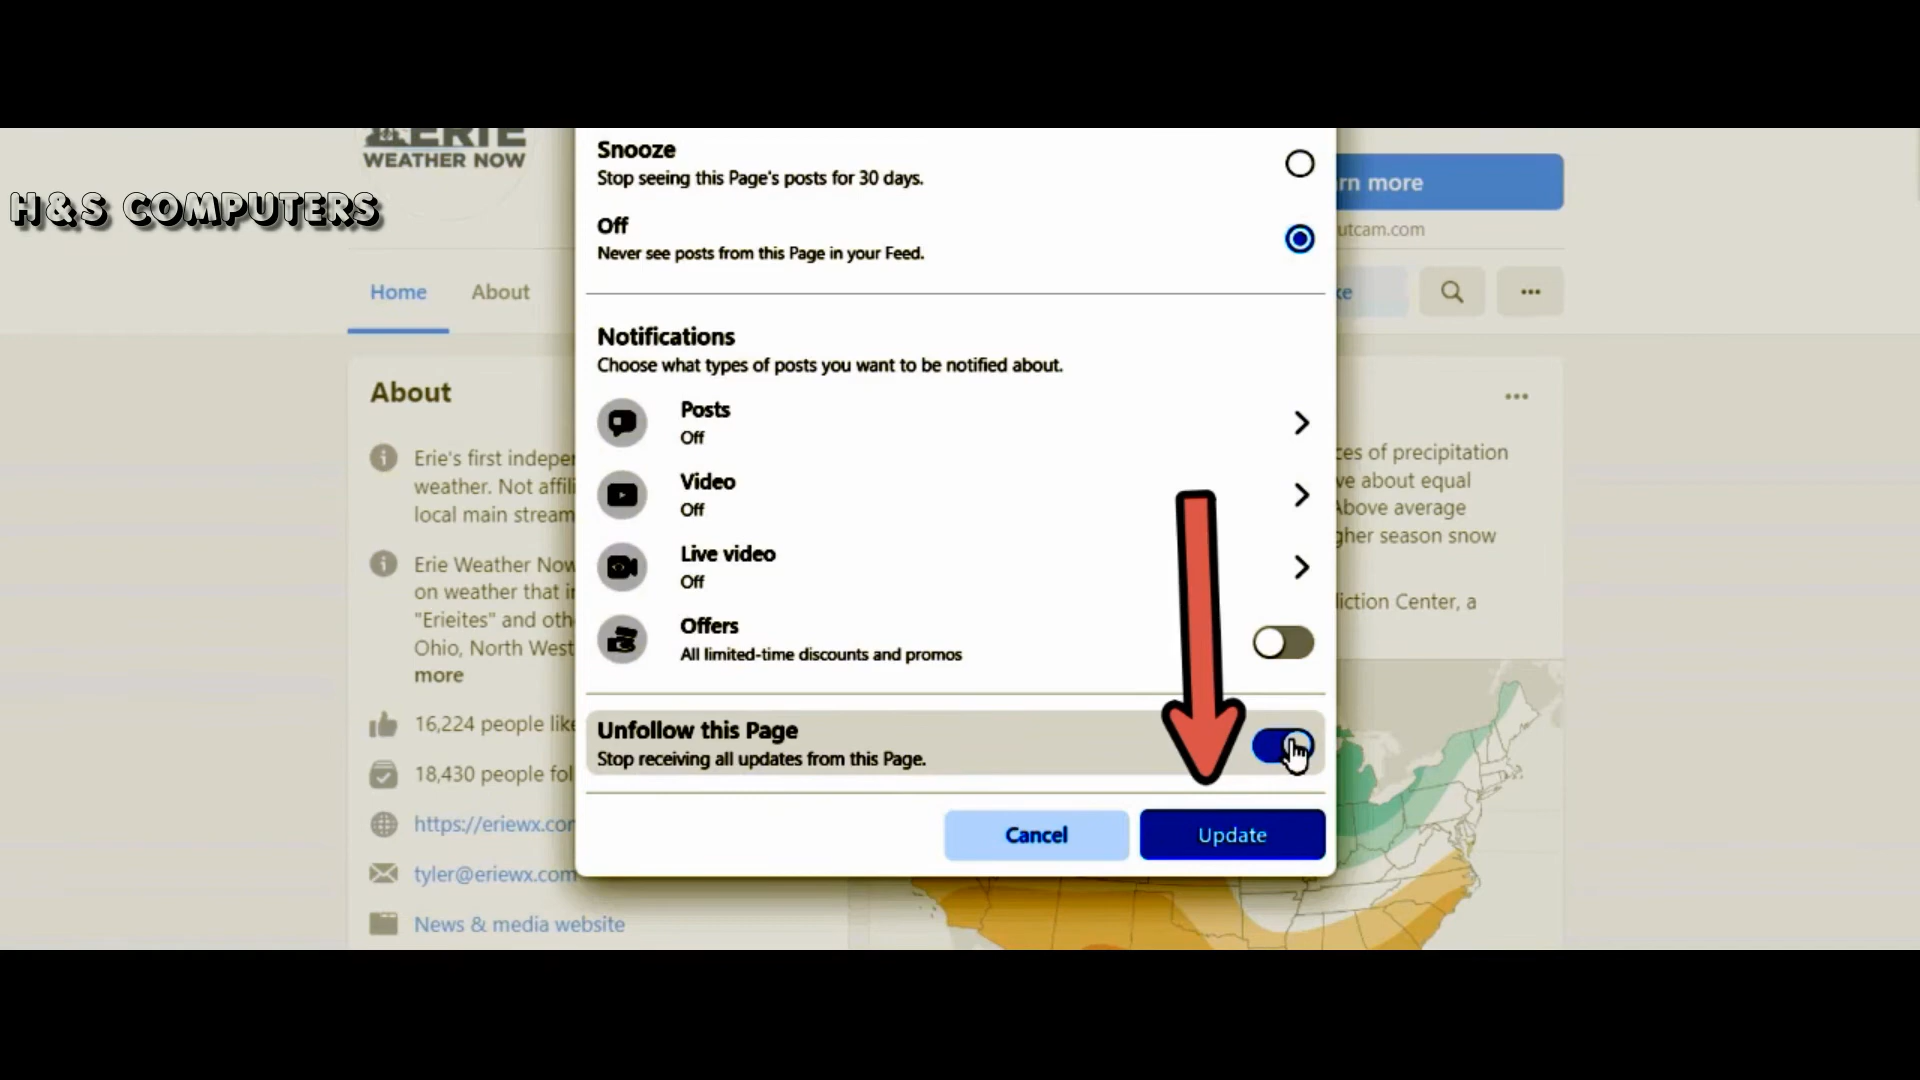 ERIE
WEATHER NOW
H&S COMPUTERS
Snooze
Stop seeing this Page's posts for 30 days.
Off
Never see posts from this Page in your Feed.
rn more
utcam.com
Home About
Notifications
Choose what types of posts you want to be notified about.
Posts
Off
Video
Off
Live video
Off
Offers
All limited-time discounts and promos
Unfollow this Page
Stop receiving all updates from this Page.
Cancel Update
About
Erie's first indeper
weather. Not affili
local main stream
Erie Weather Now
on weather that i
"Erieites" and oth
Ohio, North West
more
16,224 people like
18,430 people fol
https://eriewx.cor
tyler@eriewx.com
News & media website
ces of precipitation
ve about equal
Above average
gher season snow
diction Center, a